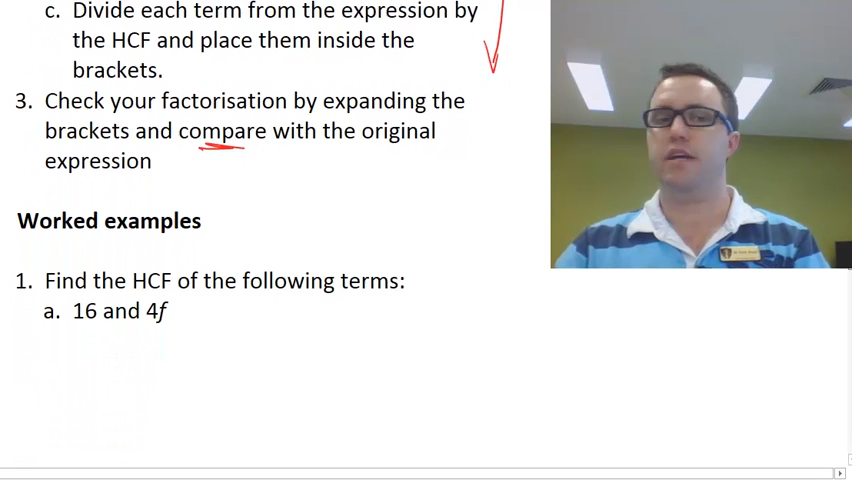 c. Divide each term from the expression by
the HCF and place them inside the
brackets.
3. Check your factorisation by expanding the
brackets and compare with the original
expression
Worked examples
1. Find the HCF of the following terms:
a. 16 and 4f